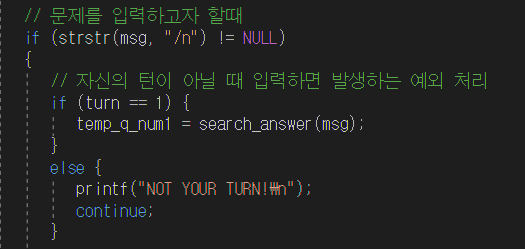 // 문제를 입력하고자 할때
if (strstr(msg, "/n") != NULL)
{
// 자신의 턴이 아닐 때 입력하면 발생하는 예외 처리
if (turn == 1) {
temp_q_num1 = search_answer(msg);
}
else {
printf("NOT YOUR TURN!₩n");
continue;
}